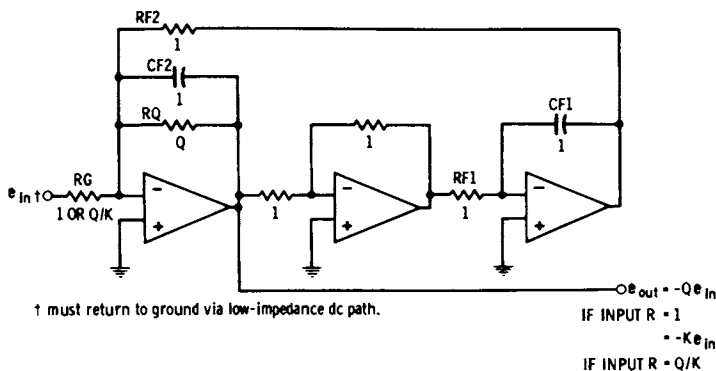 RF2
1
CF2
1
RQ
Q
CF1
1
1
e in † RG
1 OR Q/K
−
+
1
−
+
RF1
1
−
+
e out = -Qe in
† must return to ground via low-impedance dc path.
IF INPUT R = 1
= -Ke in
IF INPUT R = Q/K